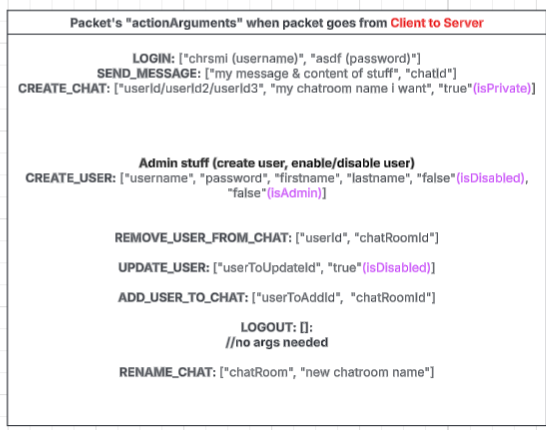 Packet's "actionArguments" when packet goes from Client to Server
LOGIN: ["chrsmi (username)", "asdf (password)"]
SEND_MESSAGE: ["my message & content of stuff", "chatId"]
CREATE_CHAT: ["userId/userId2/userId3", "my chatroom name i want", "true"(isPrivate)]
Admin stuff (create user, enable/disable user)
CREATE_USER: ["username", "password", "firstname", "lastname", "false"(isDisabled),
"false"(isAdmin)]
REMOVE_USER_FROM_CHAT: ["userId", "chatRoomId"]
UPDATE_USER: ["userToUpdateId", "true"(isDisabled)]
ADD_USER_TO_CHAT: ["userToAddId", "chatRoomId"]
LOGOUT: []:
//no args needed
RENAME_CHAT: ["chatRoom", "new chatroom name"]